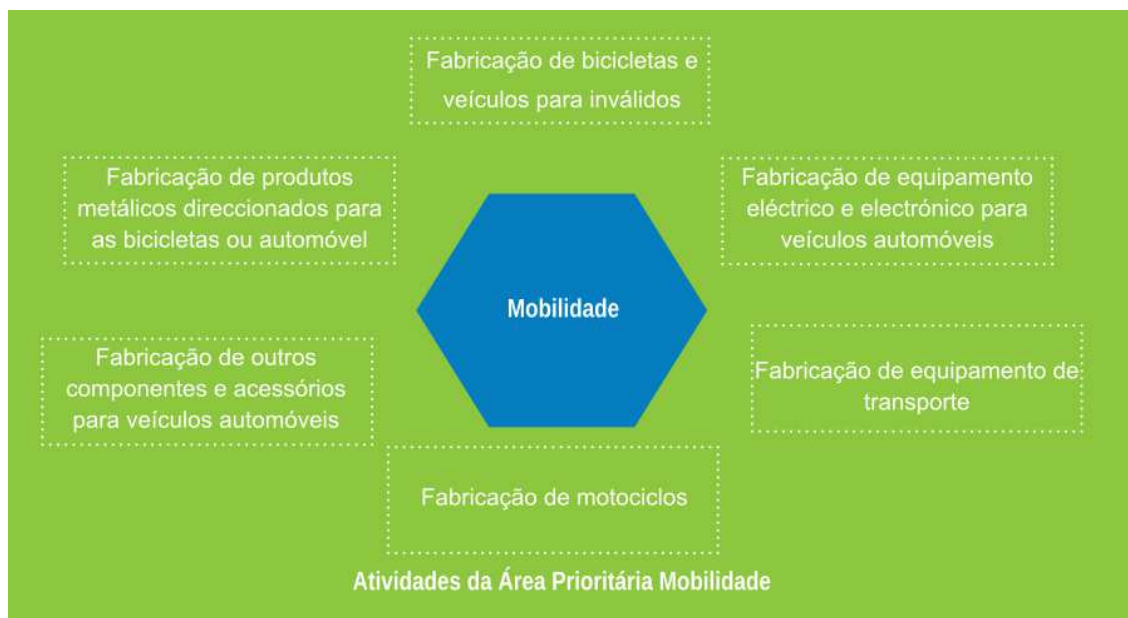 Fabricação de bicicletas e
veículos para inválidos
Fabricação de produtos
metálicos direccionados para
as bicicletas ou automóvel
Fabricação de equipamento
eléctrico e electrónico para
veículos automóveis
Mobilidade
Fabricação de outros
componentes e acessórios
para veículos automóveis
Fabricação de equipamento de
transporte
Fabricação de motociclos
Atividades da Área Prioritária Mobilidade